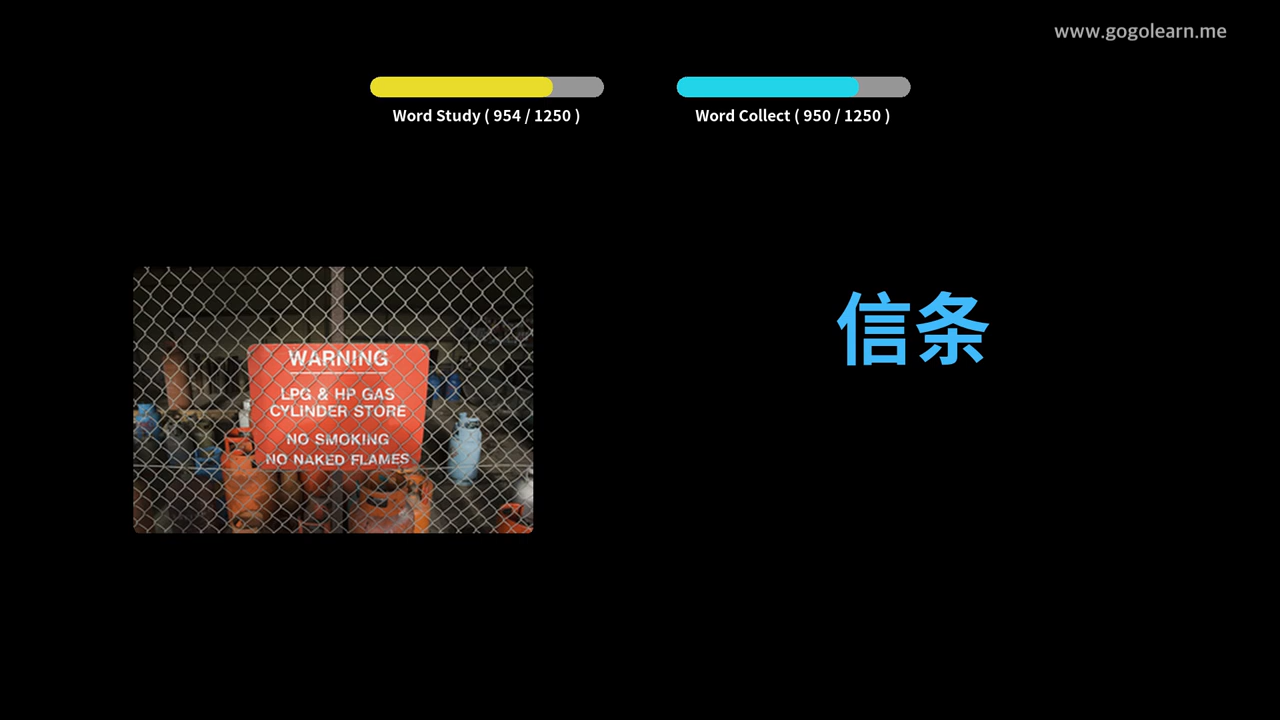 www.gogolearn.me
Word Study ( 954 / 1250 )
Word Collect ( 950 / 1250 )
WARNING
LPG & HP GAS
CYLINDER STORE
NO SMOKING
NO NAKED FLAMES
信条